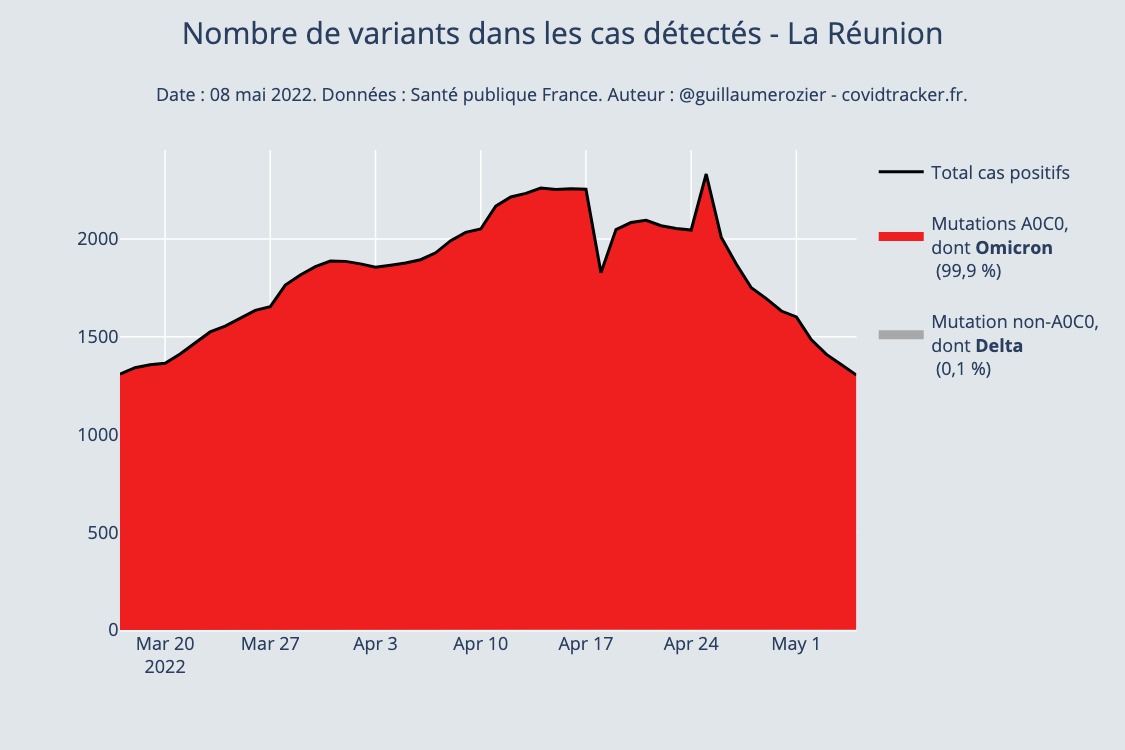 Nombre de variants dans les cas détectés - La Réunion
Date : 08 mai 2022. Données : Santé publique France. Auteur : @guillaumerozier - covidtracker.fr.
Total cas positifs
Mutations A0C0,
dont Omicron
(99,9 %)
Mutation non-A0C0,
dont Delta
(0,1 %)
2000
1500
1000
500
0
Mar 20
2022
Mar 27
Apr 3
Apr 10
Apr 17
Apr 24
May 1